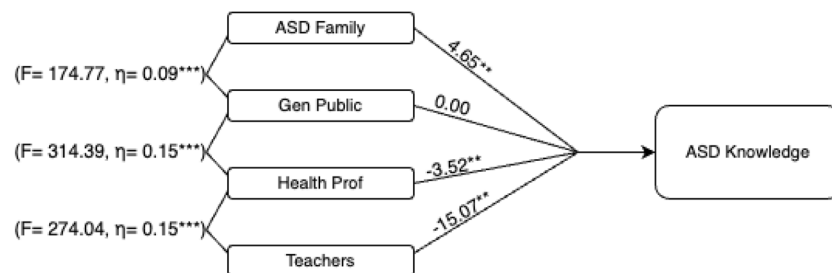 ASD Family
4.65**
(F= 174.77, η= 0.09***)
Gen Public
0.00
(F= 314.39, η= 0.15***)
ASD Knowledge
Health Prof
-3.52**
(F= 274.04, η= 0.15***)
Teachers
-15.07**